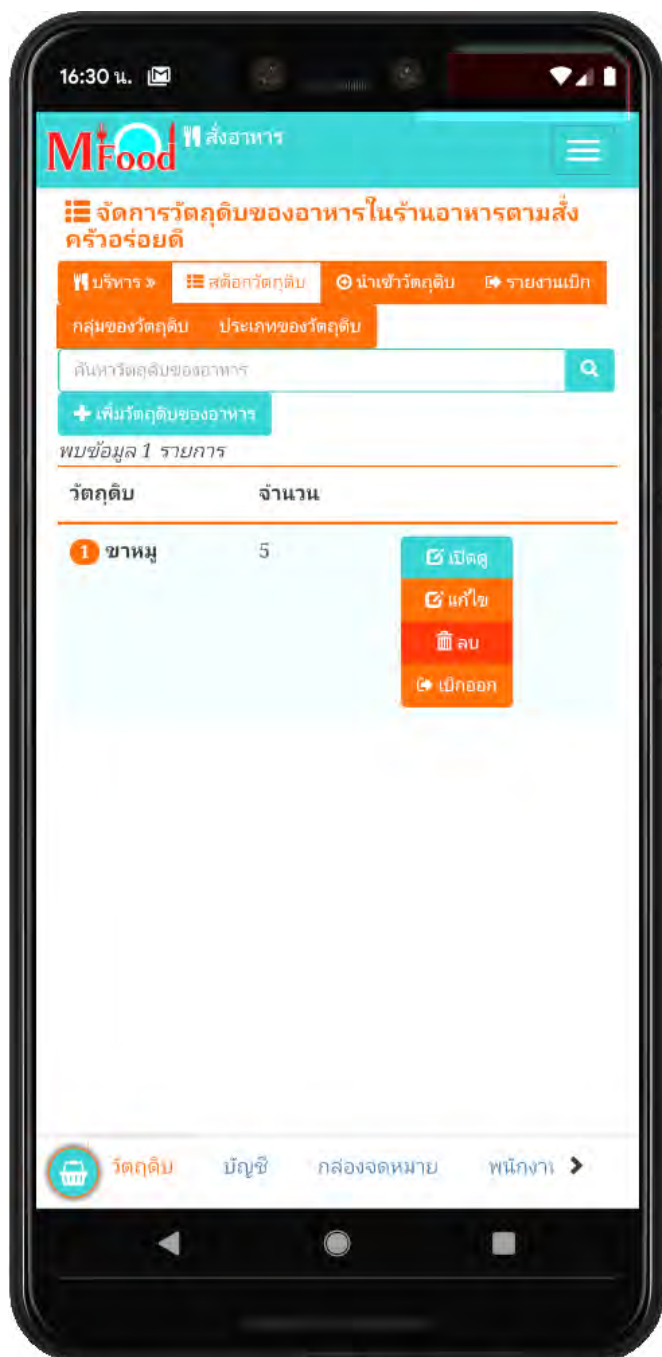 16:30 น.
MFood สั่งอาหาร
จัดการวัตถุดิบของอาหารในร้านอาหารตามสั่ง
ครัวอร่อยดี
บริหาร » สต๊อกวัตถุดิบ นำเข้าวัตถุดิบ รายงานเบิก
กลุ่มของวัตถุดิบ ประเภทของวัตถุดิบ
ค้นหาวัตถุดิบของอาหาร
เพิ่มวัตถุดิบของอาหาร
พบข้อมูล 1 รายการ
วัตถุดิบ จำนวน
1 ขาหมู 5 เปิดดู
แก้ไข
ลบ
เบิกออก
วัตถุดิบ บัญชี กล่องจดหมาย พนักงาน